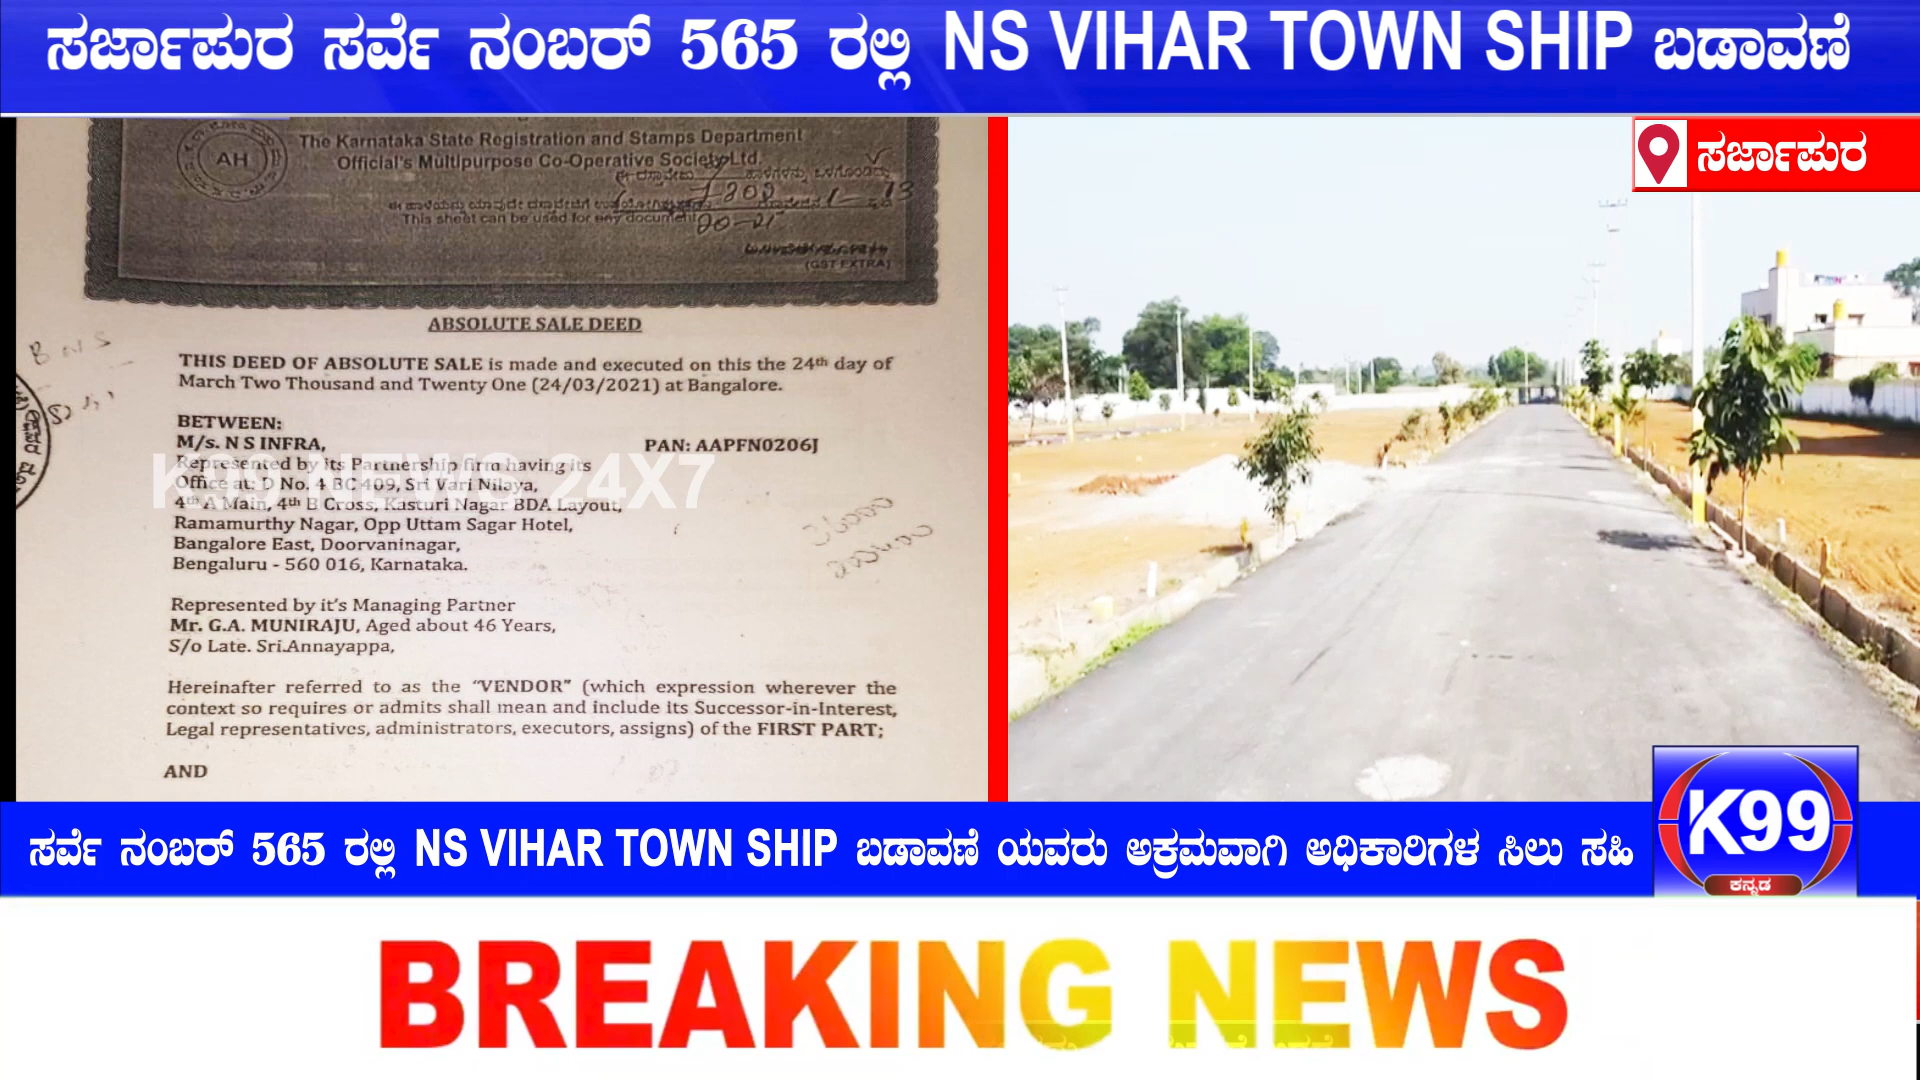 ಸರ್ಜಾಪುರ ಸರ್ವೆ ನಂಬರ್ 565 ರಲ್ಲಿ NS VIHAR TOWN SHIP ಬಡಾವಣೆ
ಸರ್ಜಾಪುರ
AH
The Karnataka State Registration and Stamps Department
Official's Multipurpose Co-Operative Society Ltd.
This sheet can be used for any document
20-21
(GST EXTRA)
ABSOLUTE SALE DEED
THIS DEED OF ABSOLUTE SALE is made and executed on this the 24th day of
March Two Thousand and Twenty One (24/03/2021) at Bangalore.
BETWEEN:
M/s. N S INFRA, PAN: AAPFN0206J
Represented by its Partnership firm having its
Office at: D No. 4 BC 409, Sri Vari Nilaya,
4th A Main, 4th B Cross, Kasturi Nagar BDA Layout,
Ramamurthy Nagar, Opp Uttam Sagar Hotel,
Bangalore East, Doorvaninagar,
Bengaluru - 560 016, Karnataka.
K99 NEWS 24X7
Represented by it's Managing Partner
Mr. G.A. MUNIRAJU, Aged about 46 Years,
S/o Late. Sri.Annayappa,
Hereinafter referred to as the "VENDOR" (which expression wherever the
context so requires or admits shall mean and include its Successor-in-Interest,
Legal representatives, administrators, executors, assigns) of the FIRST PART;
AND
ಸರ್ವೆ ನಂಬರ್ 565 ರಲ್ಲಿ NS VIHAR TOWN SHIP ಬಡಾವಣೆ ಯವರು ಅಕ್ರಮವಾಗಿ ಅಧಿಕಾರಿಗಳ ಸಿಲು ಸಹಿ
K99
ಕನ್ನಡ
BREAKING NEWS